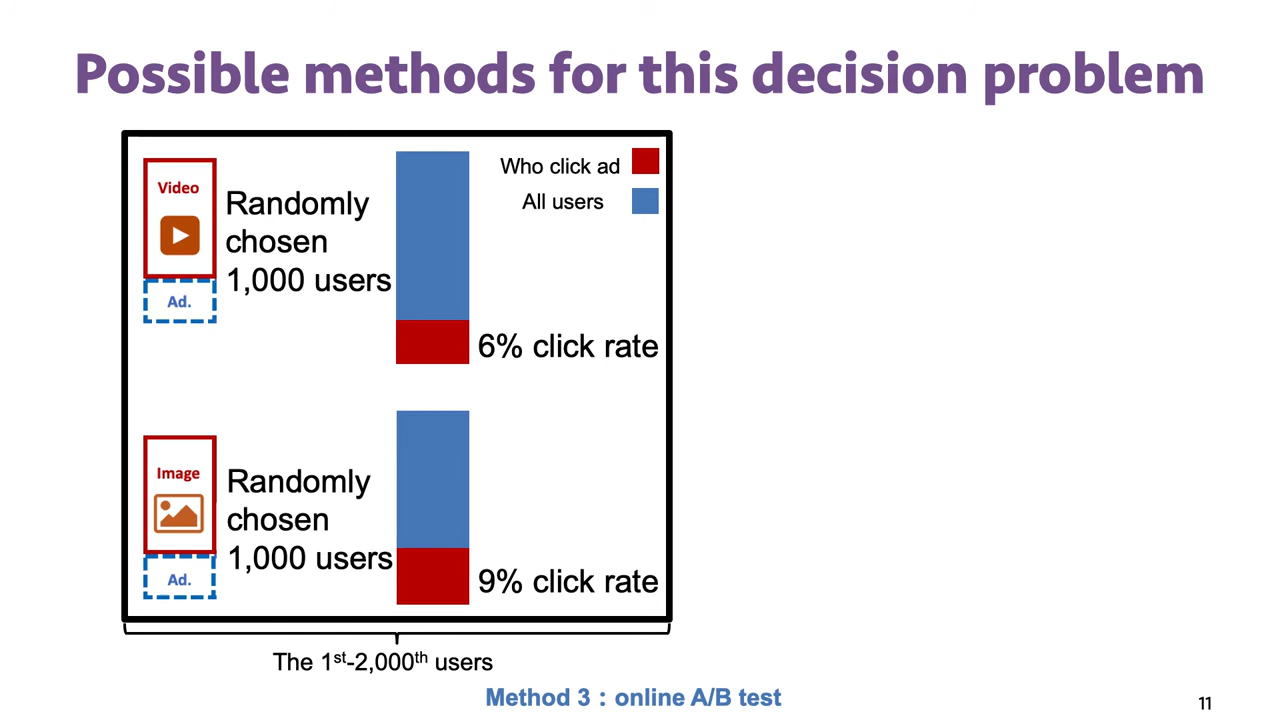 Possible methods for this decision problem
Video
Ad.
Randomly
chosen
1,000 users
Who click ad
All users
6% click rate
Image
Ad.
Randomly
chosen
1,000 users
9% click rate
The 1st-2,000th users
Method 3 : online A/B test
11